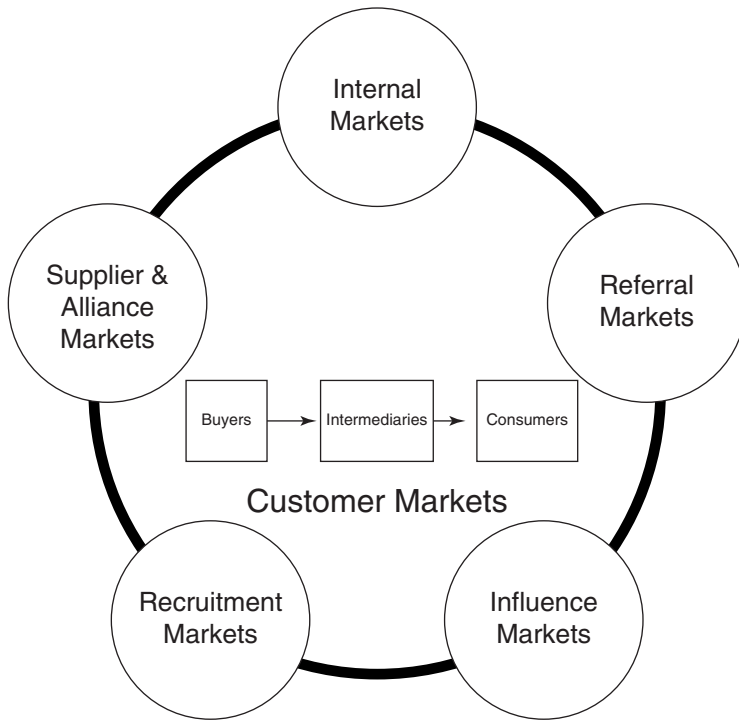 Internal
Markets
Supplier &
Alliance
Markets
Referral
Markets
Buyers
Intermediaries
Consumers
Customer Markets
Recruitment
Markets
Influence
Markets